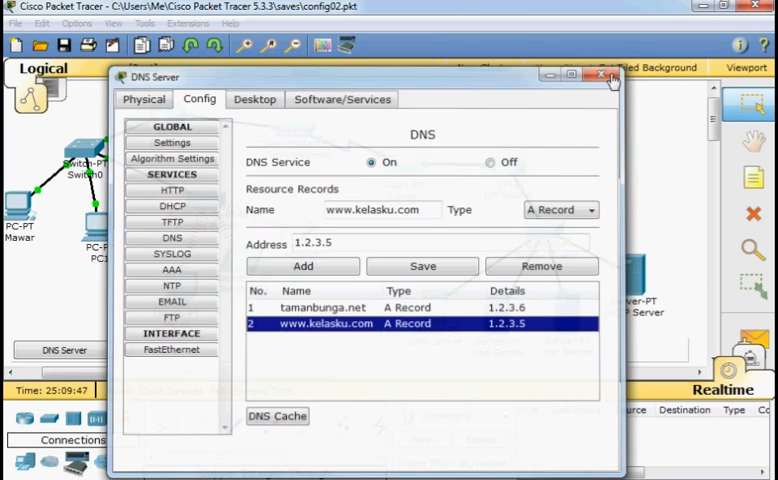 Cisco Packet Tracer - C:\Users\Me\Cisco Packet Tracer 5.3.3\saves\config02.pkt
File Edit Options View Tools Extensions Help
Logical
Tiled Background
Viewport
DNS Server
Physical Config Desktop Software/Services
GLOBAL
Settings
Algorithm Settings
SERVICES
HTTP
DHCP
TFTP
DNS
SYSLOG
AAA
NTP
EMAIL
FTP
INTERFACE
FastEthernet
DNS
DNS Service On Off
Resource Records
Name www.kelasku.com Type A Record
Address 1.2.3.5
Add Save Remove
No. Name Type Details
1 tamanbunga.net A Record 1.2.3.6
2 www.kelasku.com A Record 1.2.3.5
DNS Cache
Switch-PT
Switch0
PC-PT
Mawar
PC-PT
PC1
DNS Server
Time: 25:09:47
Realtime
Destination Type
Connections